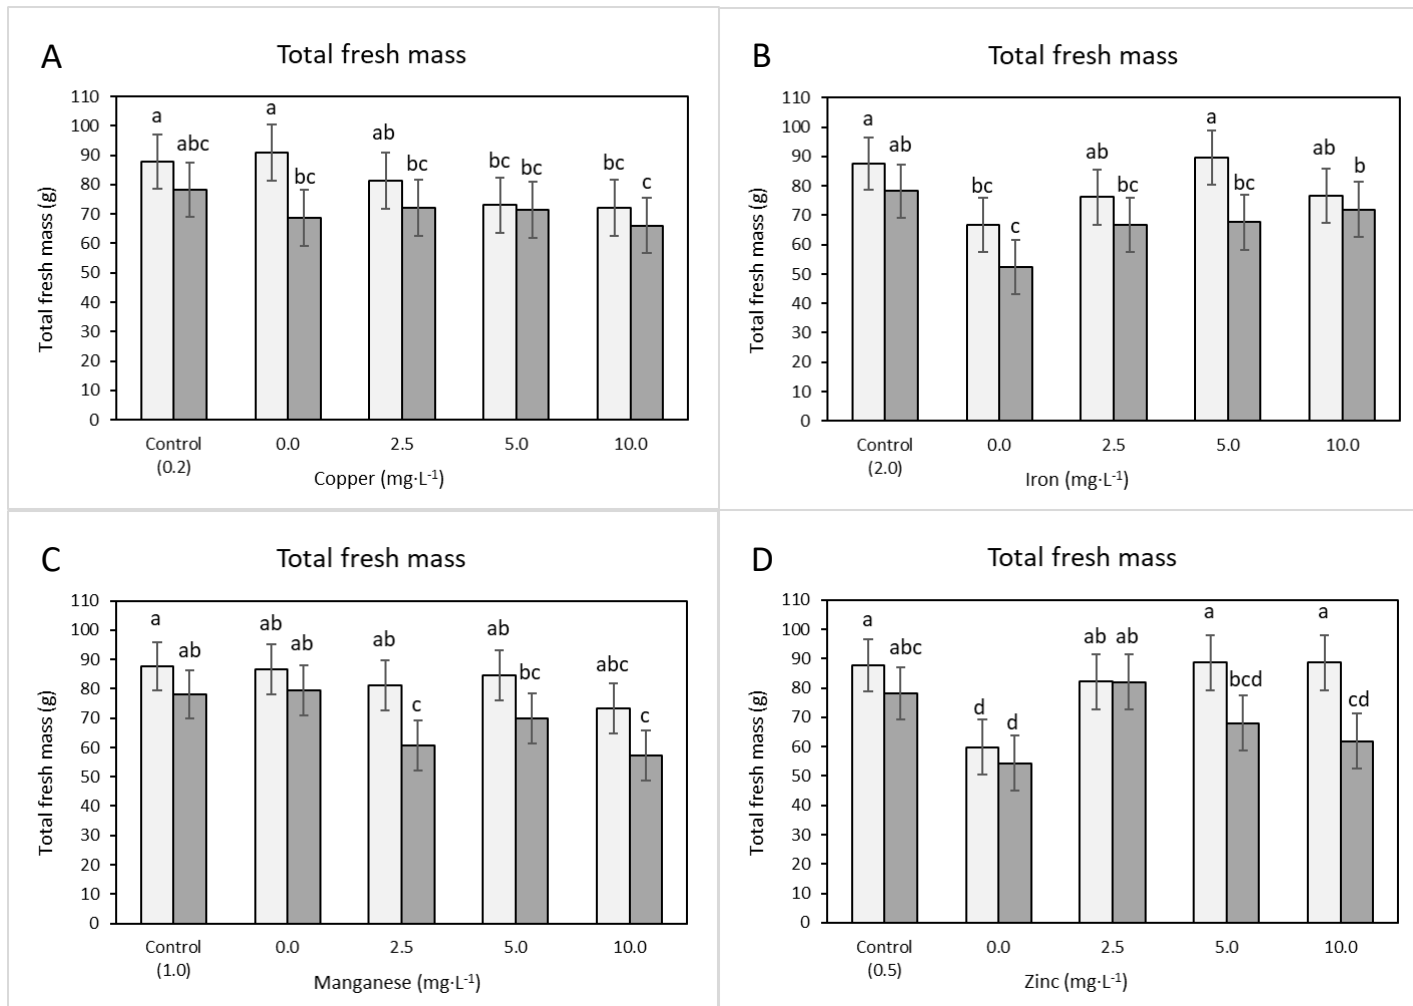 A
Total fresh mass
Total fresh mass (g)
110
100
90
80
70
60
50
40
30
20
10
0
a
abc
a
bc
ab
bc
bc
bc
bc
c
Control 0.0 2.5 5.0 10.0
(0.2)
Copper (mg·L⁻¹)
B
Total fresh mass
Total fresh mass (g)
110
100
90
80
70
60
50
40
30
20
10
0
a
ab
bc
c
ab
bc
a
bc
ab
b
Control 0.0 2.5 5.0 10.0
(2.0)
Iron (mg·L⁻¹)
C
Total fresh mass
Total fresh mass (g)
110
100
90
80
70
60
50
40
30
20
10
0
a
ab
ab
ab
ab
c
ab
bc
abc
c
Control 0.0 2.5 5.0 10.0
(1.0)
Manganese (mg·L⁻¹)
D
Total fresh mass
Total fresh mass (g)
110
100
90
80
70
60
50
40
30
20
10
0
a
abc
d
d
ab
ab
a
bcd
a
cd
Control 0.0 2.5 5.0 10.0
(0.5)
Zinc (mg·L⁻¹)